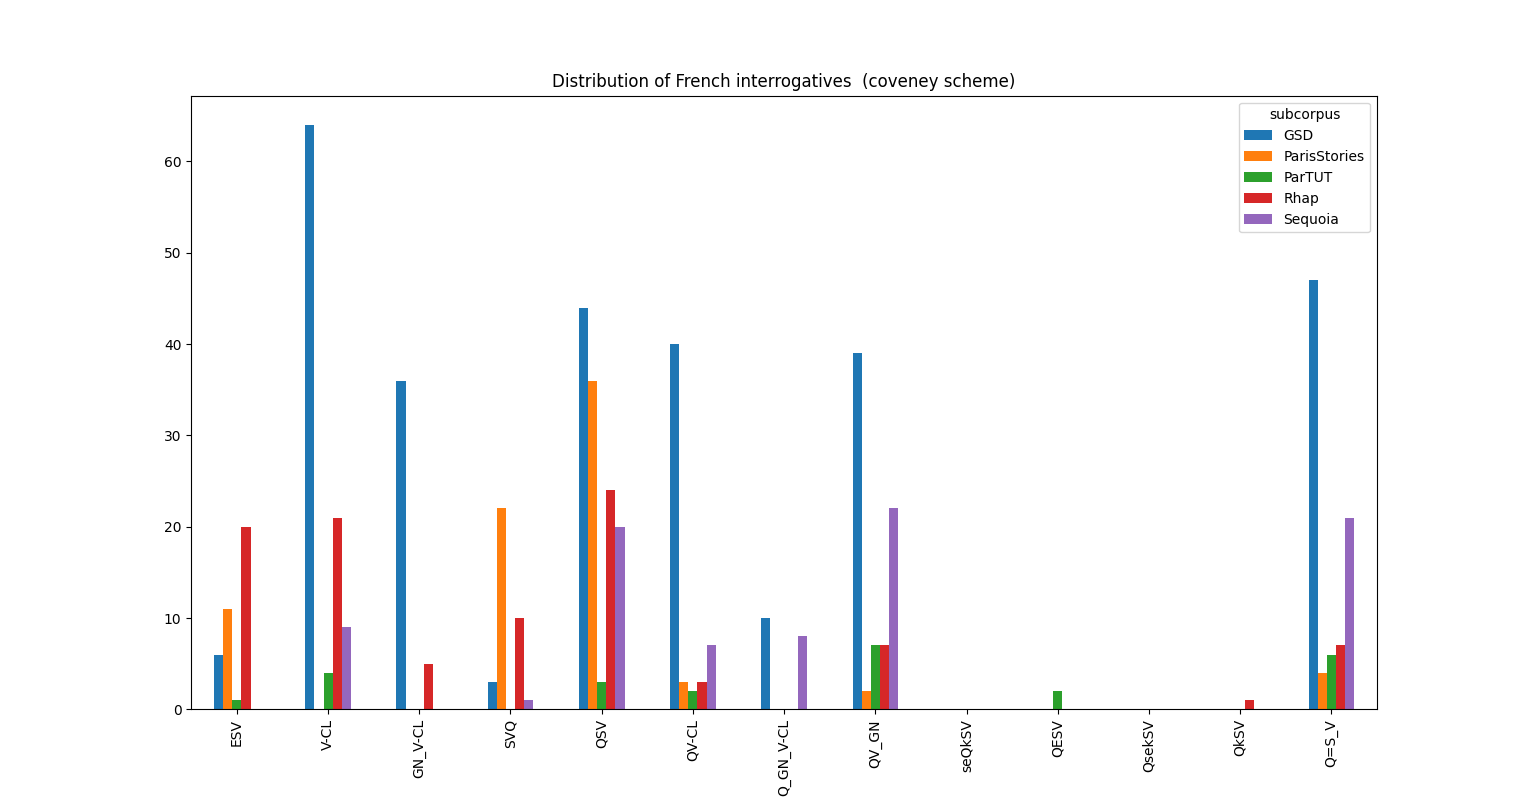 Distribution of French interrogatives  (coveney scheme)
subcorpus
GSD
ParisStories
ParTUT
Rhap
Sequoia
60
50
40
30
20
10
0
ESV
V-CL
GN_V-CL
SVQ
QSV
QV-CL
Q_GN_V-CL
QV_GN
seQkSV
QESV
QsekSV
QkSV
Q=S_V